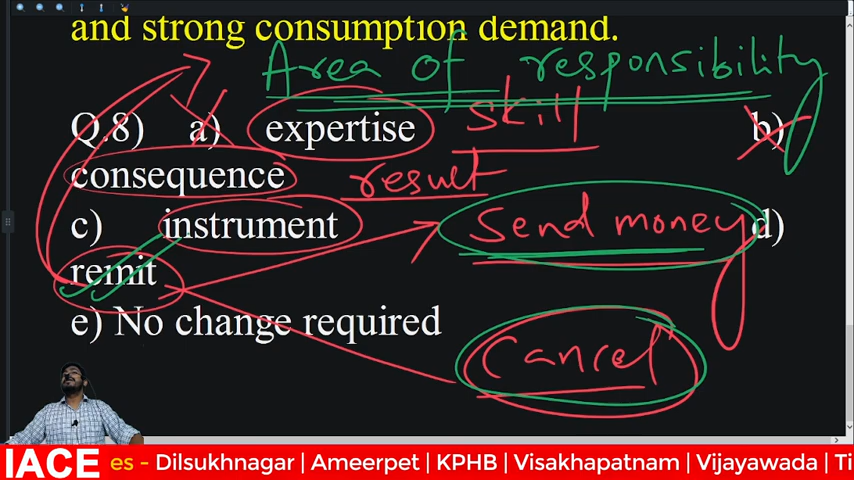 and strong consumption demand.
Area of responsibility
Q.8) a) expertise skill b)
consequence result
c) instrument Send money d)
remit
e) No change required
Cancel
IACE es - Dilsukhnagar | Ameerpet | KPHB | Visakhapatnam | Vijayawada | Ti